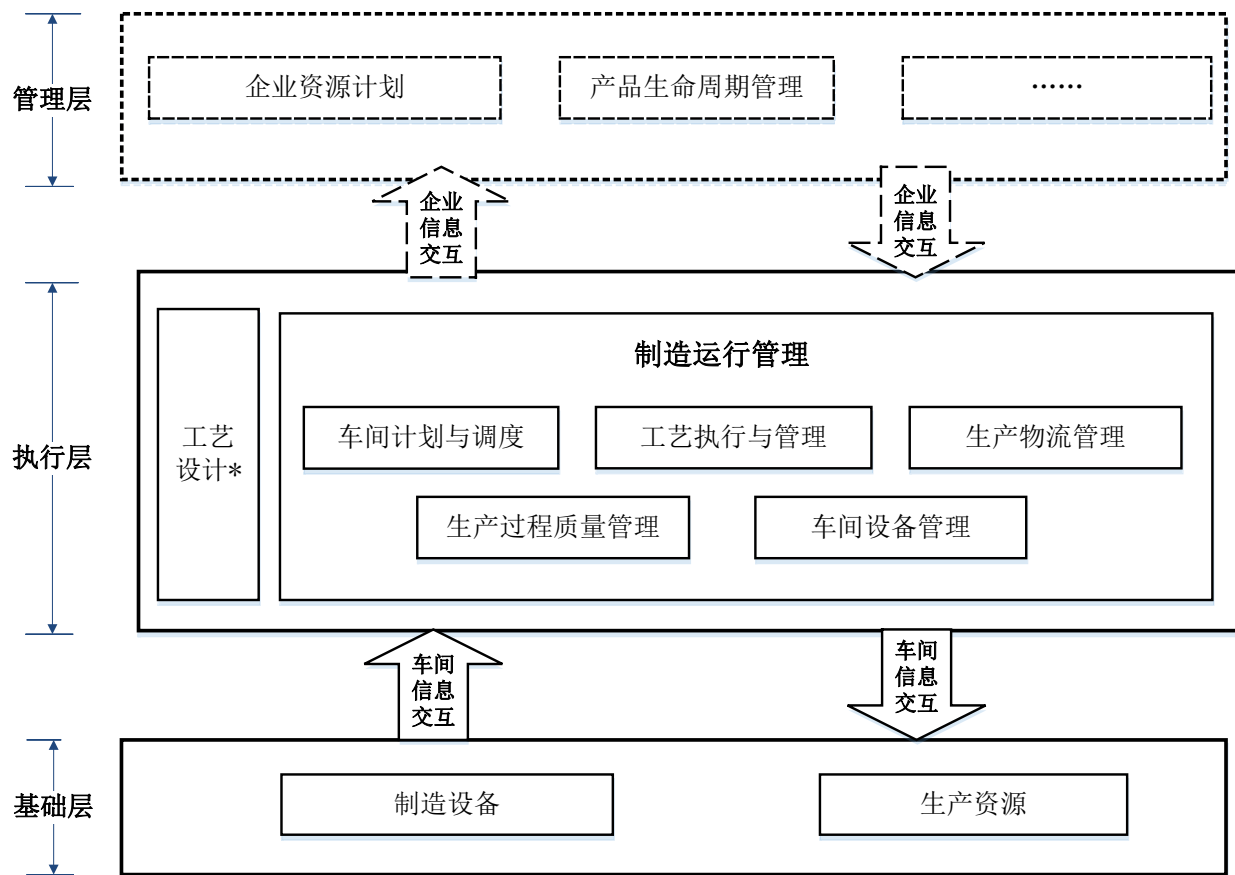 管理层
企业资源计划
产品生命周期管理
······
企业
信息
交互
企业
信息
交互
执行层
工艺
设计*
制造运行管理
车间计划与调度
工艺执行与管理
生产物流管理
生产过程质量管理
车间设备管理
车间
信息
交互
车间
信息
交互
基础层
制造设备
生产资源